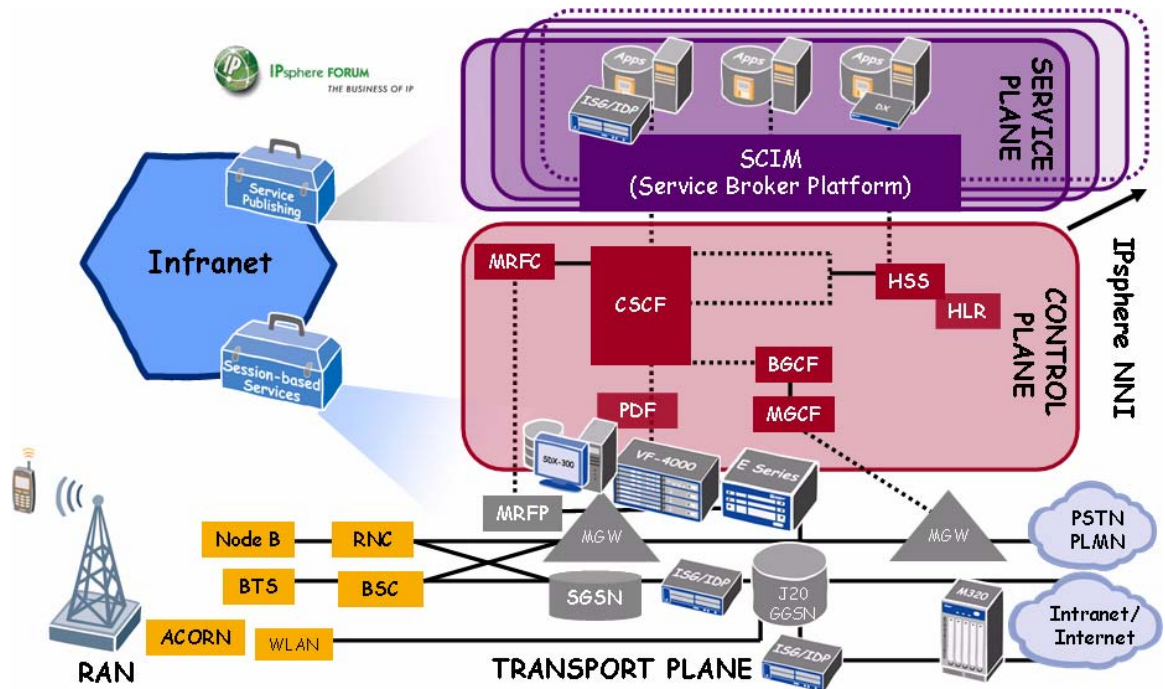 IP
IPsphere FORUM
THE BUSINESS OF IP
Apps
Apps
Apps
ISG/IDP
DX
SERVICE
PLANE
SCIM
(Service Broker Platform)
Service
Publishing
Infranet
Session-based
Services
MRFC
CSCF
HSS
HLR
BGCF
MGCF
PDF
CONTROL
PLANE
IPsphere NNI
SDX-300
VF-4000
E Series
MRFP
MGW
MGW
PSTN
PLMN
Node B
RNC
BTS
BSC
SGSN
ISG/IDP
J20
GGSN
M320
Intranet/
Internet
ACORN
WLAN
ISG/IDP
RAN
TRANSPORT PLANE